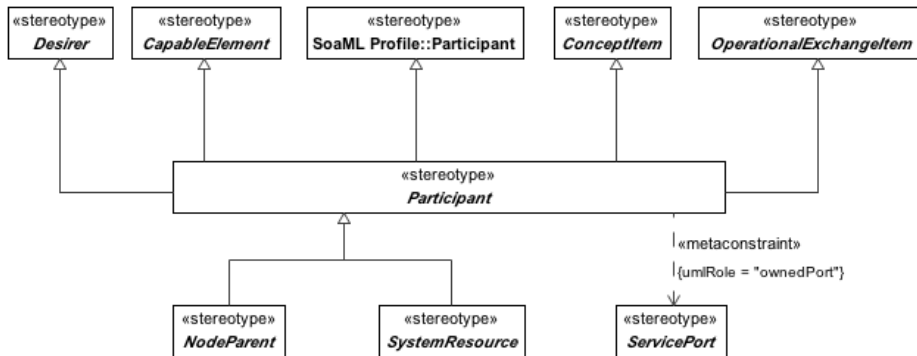 «stereotype»
Desirer
«stereotype»
CapableElement
«stereotype»
SoaML Profile::Participant
«stereotype»
ConceptItem
«stereotype»
OperationalExchangeItem
«stereotype»
Participant
«metaconstraint»
{umlRole = "ownedPort"}
«stereotype»
NodeParent
«stereotype»
SystemResource
«stereotype»
ServicePort